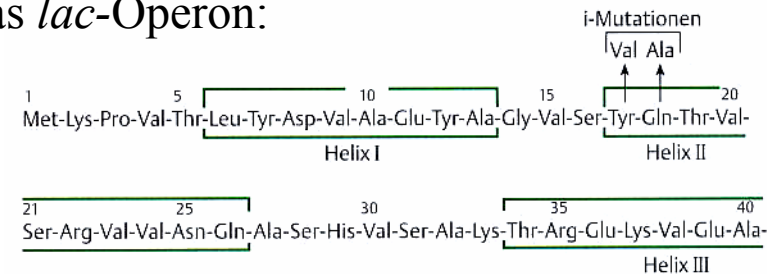 as lac-Operon:
i-Mutationen
Val Ala
1 5 10 15 20
Met-Lys-Pro-Val-Thr-Leu-Tyr-Asp-Val-Ala-Glu-Tyr-Ala-Gly-Val-Ser-Tyr-Gln-Thr-Val-
Helix I Helix II
21 25 30 35 40
Ser-Arg-Val-Val-Asn-Gln-Ala-Ser-His-Val-Ser-Ala-Lys-Thr-Arg-Glu-Lys-Val-Glu-Ala-
Helix III